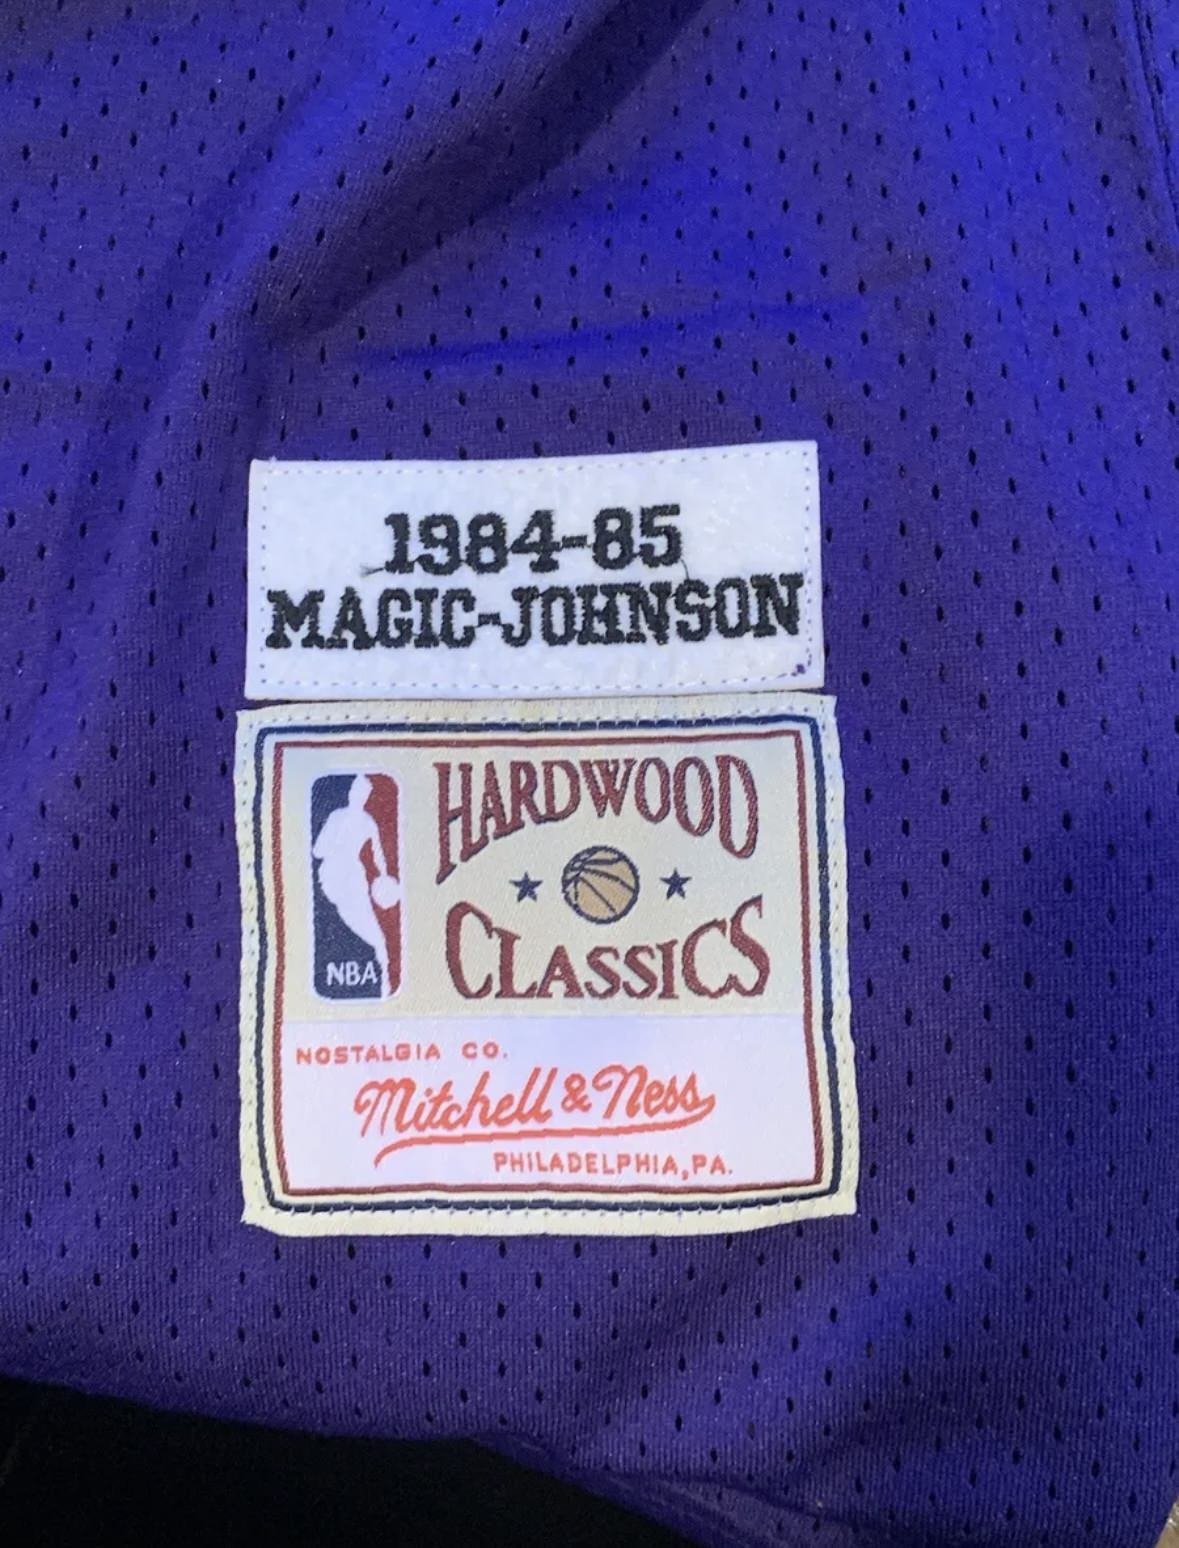 1984-85
MAGIC-JOHNSON
HARDWOOD
CLASSICS
NBA
NOSTALGIA CO.
Mitchell & Ness
PHILADELPHIA, PA.